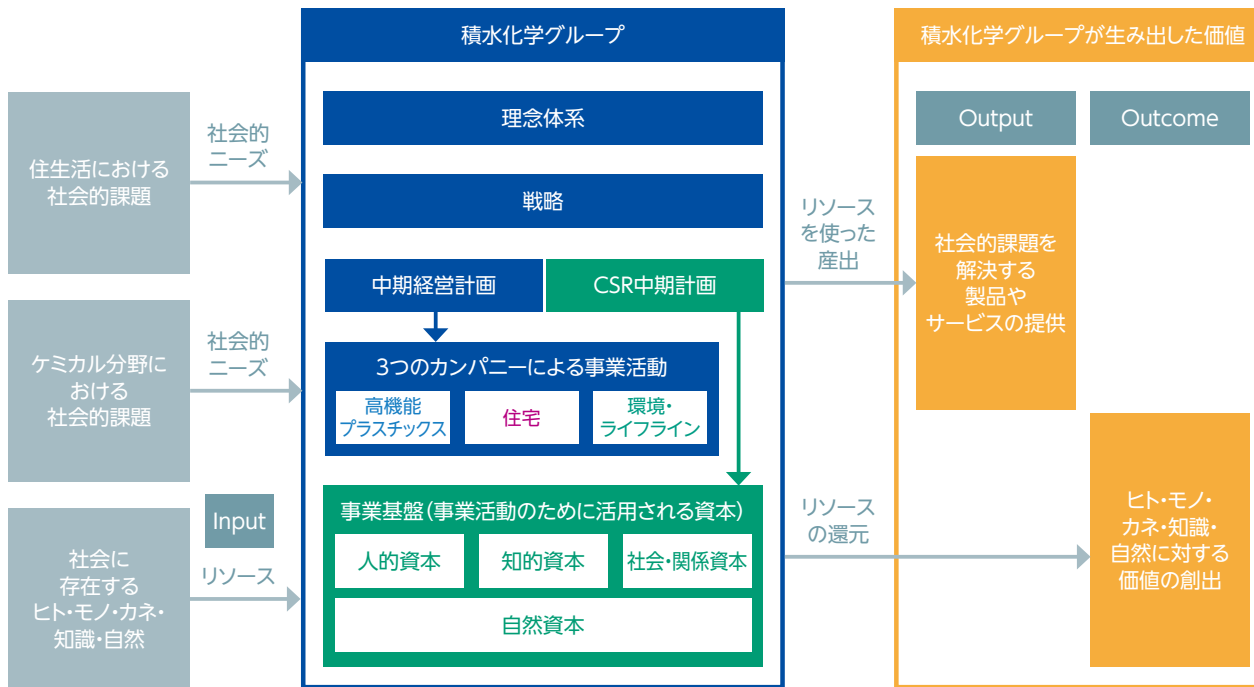 積水化学グループ
積水化学グループが生み出した価値
住生活における
社会的課題
社会的
ニーズ
ケミカル分野に
おける
社会的課題
社会的
ニーズ
社会に
存在する
ヒト・モノ・カネ・
知識・自然
Input
リソース
理念体系
戦略
中期経営計画
CSR中期計画
3つのカンパニーによる事業活動
高機能
プラスチックス
住宅
環境・
ライフライン
事業基盤(事業活動のために活用される資本)
人的資本
知的資本
社会・関係資本
自然資本
リソース
を使った
産出
リソース
の還元
Output
Outcome
社会的課題を
解決する
製品や
サービスの提供
ヒト・モノ・
カネ・知識・
自然に対する
価値の創出